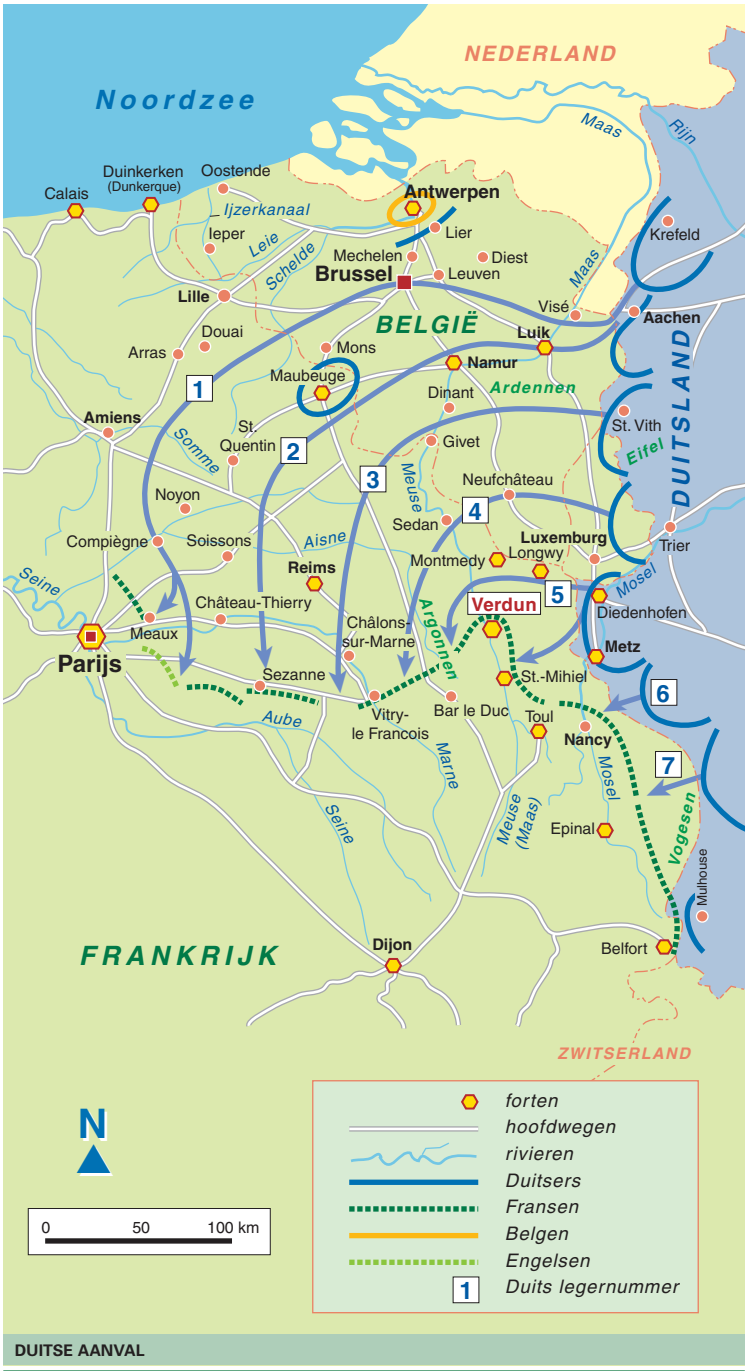 NEDERLAND
Noordzee
Maas
Rijn
Calais
Duinkerken
(Dunkerque)
Oostende
Ijzerkanaal
Ieper
Leie
Schelde
Antwerpen
Lier
Krefeld
Mechelen
Diest
Brussel
Leuven
Maas
Lille
Visé
Aachen
BELGIË
Luik
Douai
Arras
Mons
Namur
Maubeuge
Ardennen
DUITSLAND
1
Dinant
St. Vith
Amiens
St.
Quentin
Somme
2
Givet
Eifel
3
Meuse
Neufchâteau
Noyon
4
Sedan
Compiègne
Soissons
Aisne
Luxemburg
Trier
Montmedy
Longwy
Reims
Seine
Mosel
5
Verdun
Château-Thierry
Argonnen
Diedenhofen
Meaux
Châlons-
sur-Marne
Parijs
Metz
Sezanne
St.-Mihiel
6
Aube
Vitry-
le Francois
Bar le Duc
Toul
Nancy
Marne
7
Mosel
Seine
Meuse
(Maas)
Epinal
Vogesen
Mulhouse
FRANKRIJK
Dijon
Belfort
ZWITSERLAND
forten
N
hoofdwegen
rivieren
Duitsers
Fransen
0 50 100 km
Belgen
Engelsen
1 Duits legernummer
DUITSE AANVAL